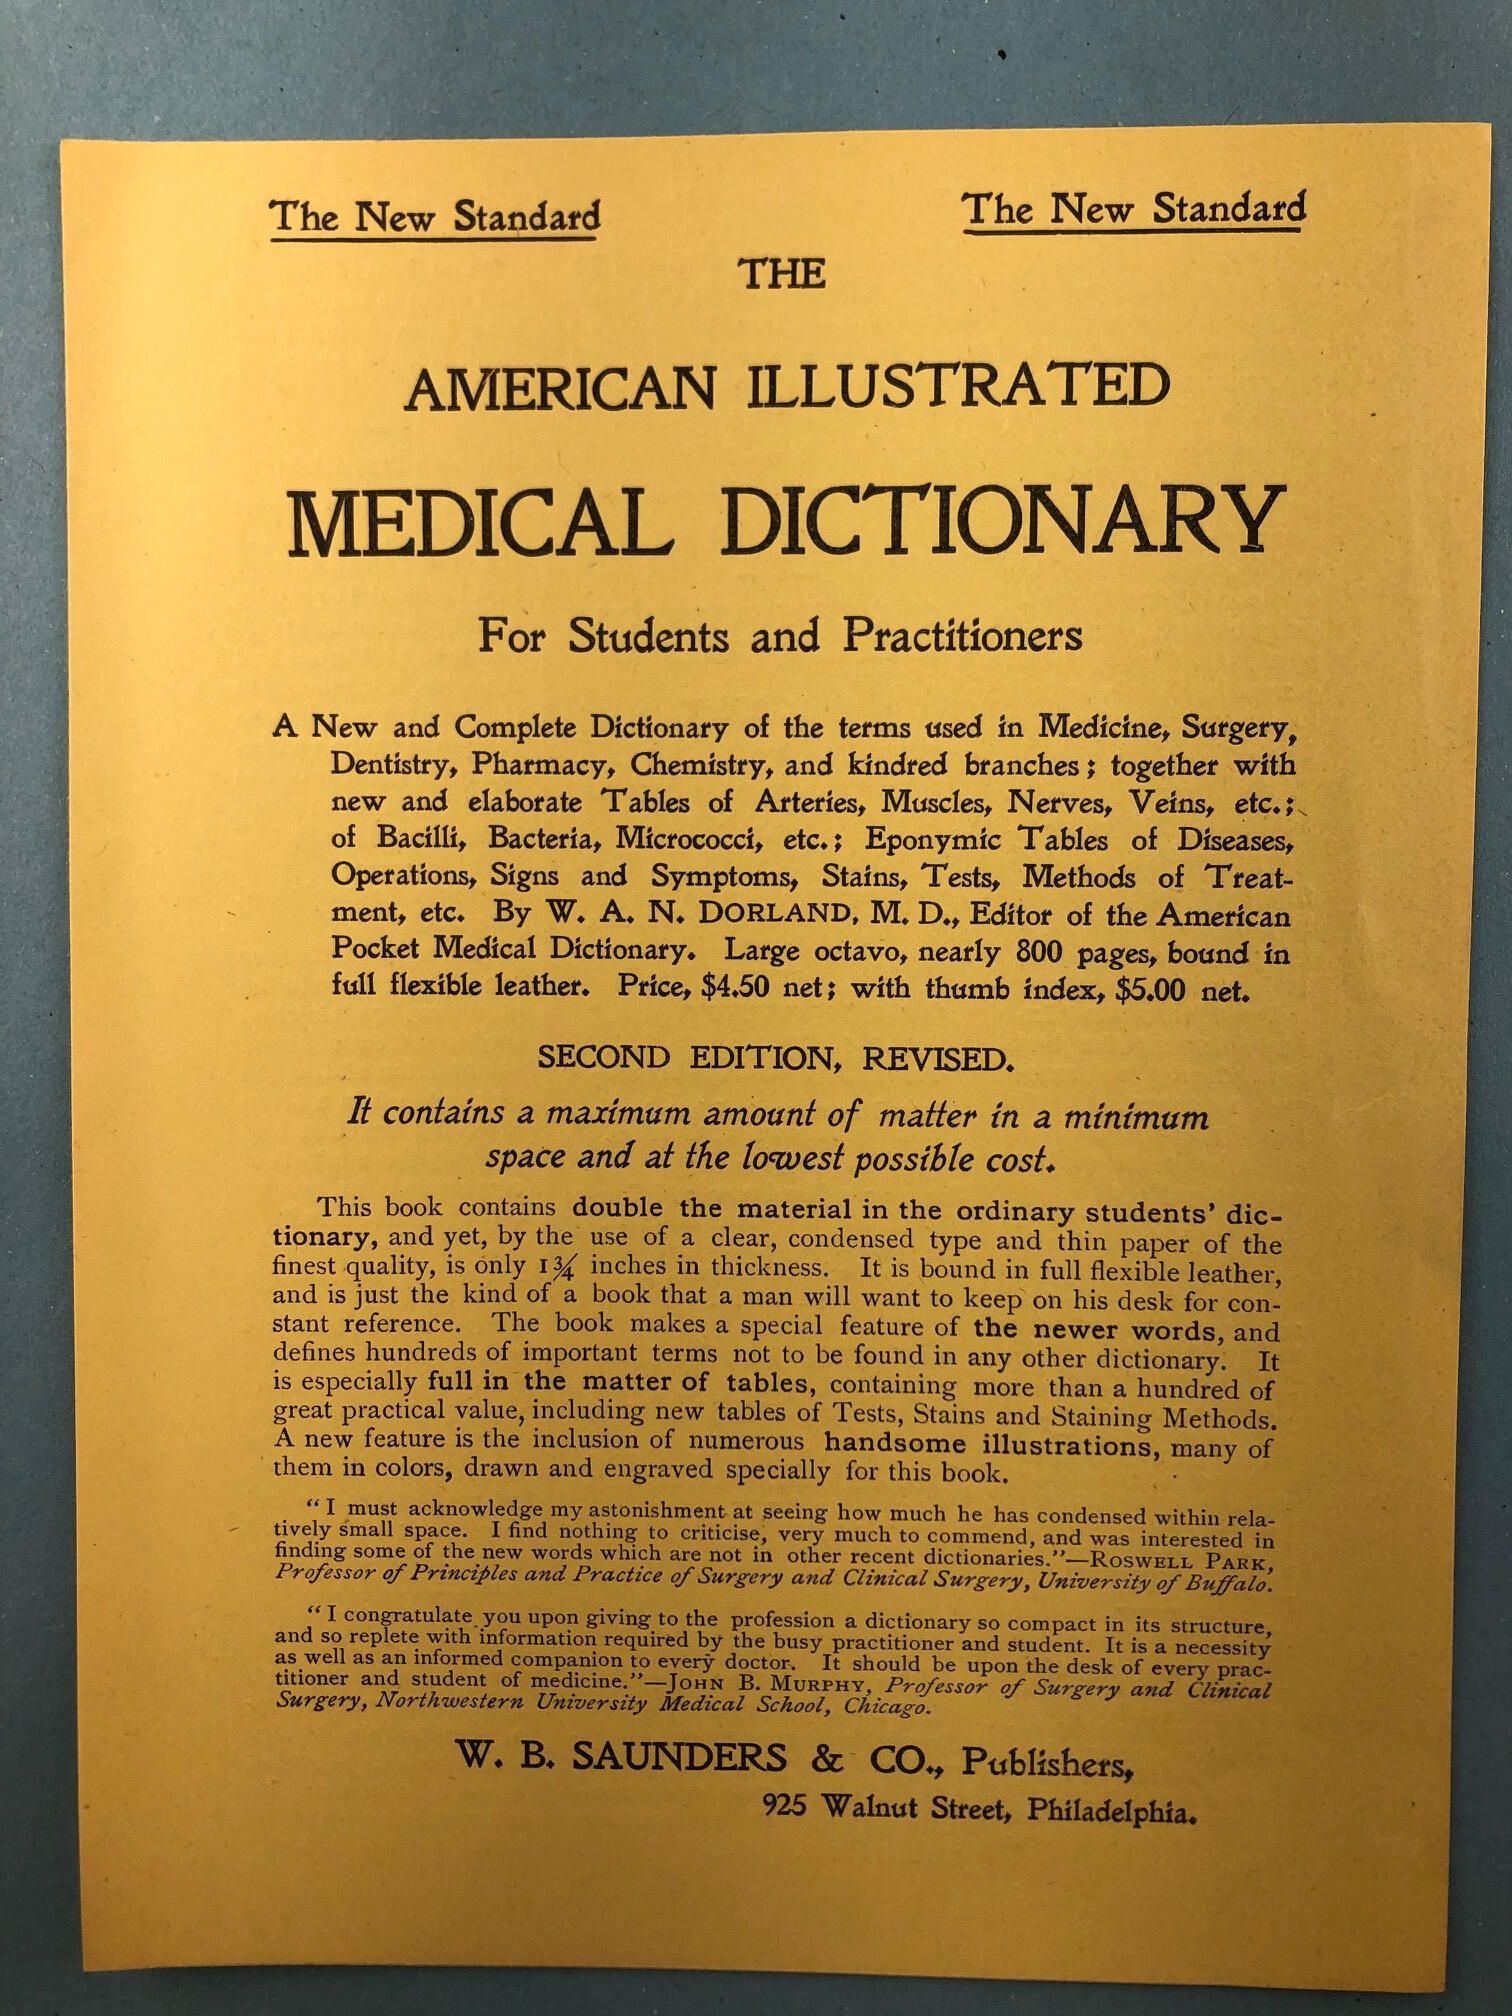 The New Standard The New Standard
THE
AMERICAN ILLUSTRATED
MEDICAL DICTIONARY
For Students and Practitioners
A New and Complete Dictionary of the terms used in Medicine, Surgery,
Dentistry, Pharmacy, Chemistry, and kindred branches; together with
new and elaborate Tables of Arteries, Muscles, Nerves, Veins, etc.;
of Bacilli, Bacteria, Micrococci, etc.; Eponymic Tables of Diseases,
Operations, Signs and Symptoms, Stains, Tests, Methods of Treat-
ment, etc. By W. A. N. DORLAND, M. D., Editor of the American
Pocket Medical Dictionary. Large octavo, nearly 800 pages, bound in
full flexible leather. Price, $4.50 net; with thumb index, $5.00 net.
SECOND EDITION, REVISED.
It contains a maximum amount of matter in a minimum
space and at the lowest possible cost.
This book contains double the material in the ordinary students' dic-
tionary, and yet, by the use of a clear, condensed type and thin paper of the
finest quality, is only 1¾ inches in thickness. It is bound in full flexible leather,
and is just the kind of a book that a man will want to keep on his desk for con-
stant reference. The book makes a special feature of the newer words, and
defines hundreds of important terms not to be found in any other dictionary. It
is especially full in the matter of tables, containing more than a hundred of
great practical value, including new tables of Tests, Stains and Staining Methods.
A new feature is the inclusion of numerous handsome illustrations, many of
them in colors, drawn and engraved specially for this book.
"I must acknowledge my astonishment at seeing how much he has condensed within rela-
tively small space. I find nothing to criticise, very much to commend, and was interested in
finding some of the new words which are not in other recent dictionaries."—ROSWELL PARK,
Professor of Principles and Practice of Surgery and Clinical Surgery, University of Buffalo.
"I congratulate you upon giving to the profession a dictionary so compact in its structure,
and so replete with information required by the busy practitioner and student. It is a necessity
as well as an informed companion to every doctor. It should be upon the desk of every prac-
titioner and student of medicine."—JOHN B. MURPHY, Professor of Surgery and Clinical
Surgery, Northwestern University Medical School, Chicago.
W. B. SAUNDERS & CO., Publishers,
925 Walnut Street, Philadelphia.